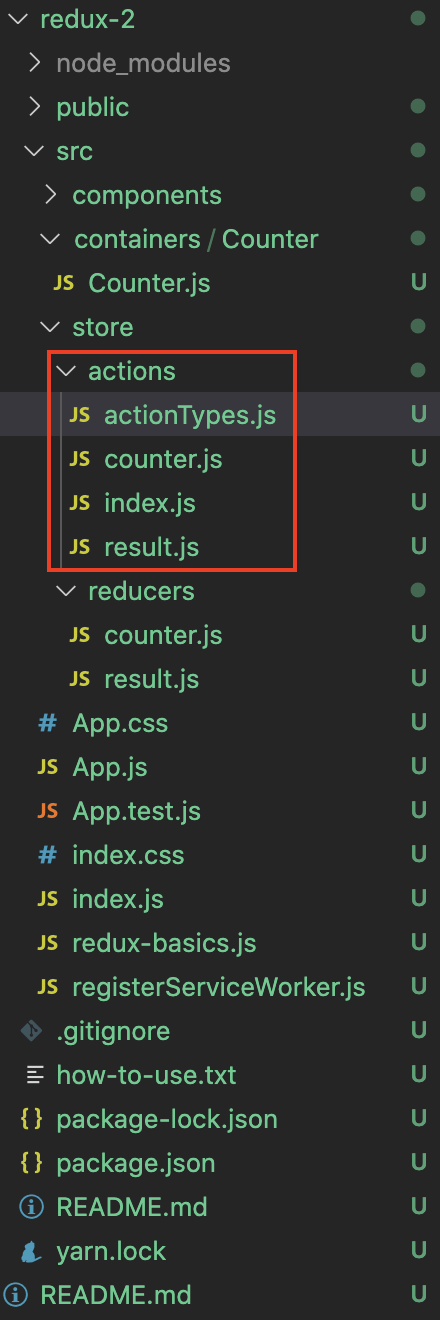 redux-2
node_modules
public
src
components
containers / Counter
JS Counter.js U
store
actions
JS actionTypes.js U
JS counter.js U
JS index.js U
JS result.js U
reducers
JS counter.js U
JS result.js U
# App.css U
JS App.js U
JS App.test.js U
# index.css U
JS index.js U
JS redux-basics.js U
JS registerServiceWorker.js U
.gitignore U
how-to-use.txt U
{} package-lock.json U
{} package.json U
README.md U
yarn.lock U
README.md U